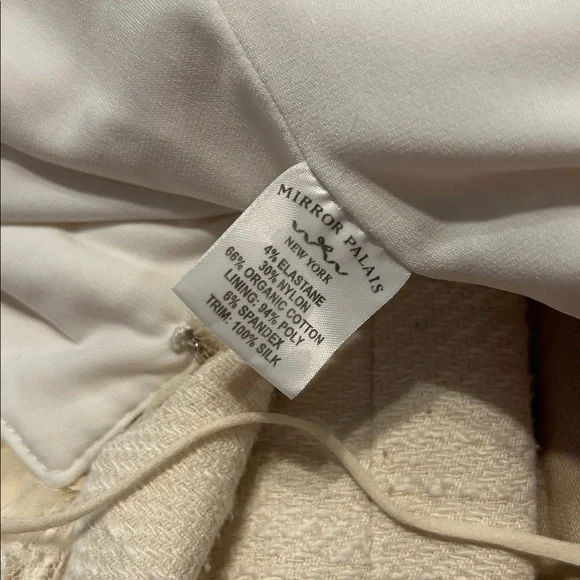 MIRROR PALAIS
NEW YORK
4% ELASTANE
30% NYLON
66% ORGANIC COTTON
LINING: 94% POLY
6% SPANDEX
TRIM: 100% SILK